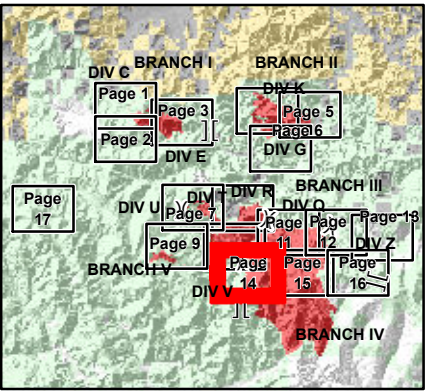 BRANCH I
BRANCH II
DIV C
DIV K
Page 1
Page 3
Page 5
Page 6
Page 2
DIV G
DIV E
BRANCH III
Page
17
DIV R
DIV U
Page 7
Page
11
Page
12
Page 13
Page 9
DIV Z
BRANCH V
Page
14
Page
15
Page
16
DIV V
BRANCH IV